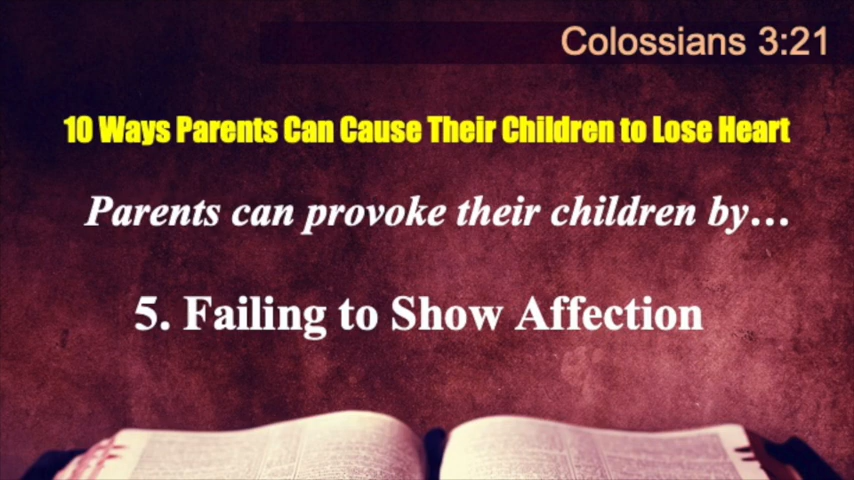 Colossians 3:21
10 Ways Parents Can Cause Their Children to Lose Heart
Parents can provoke their children by...
5. Failing to Show Affection